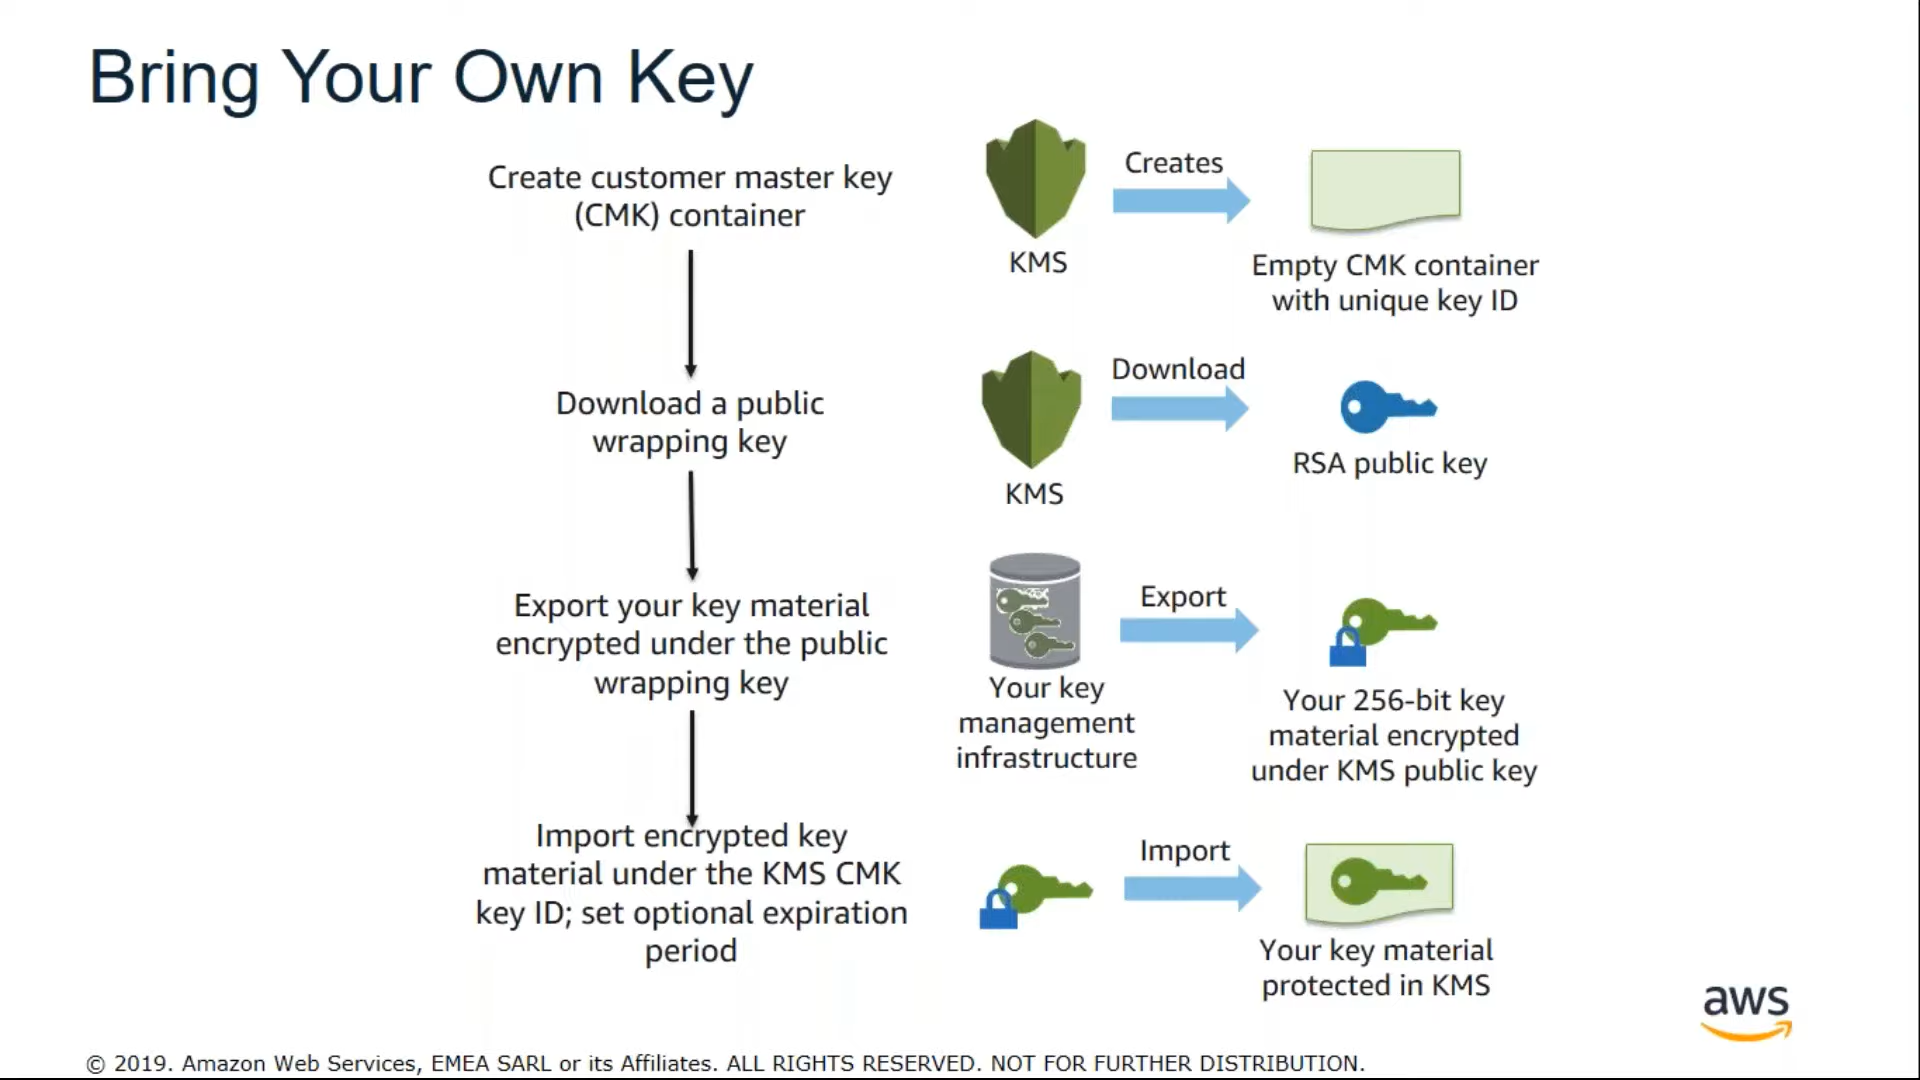 Bring Your Own Key
Create customer master key
(CMK) container
KMS
Creates
Empty CMK container
with unique key ID
Download a public
wrapping key
KMS
Download
RSA public key
Export your key material
encrypted under the public
wrapping key
Your key
management
infrastructure
Export
Your 256-bit key
material encrypted
under KMS public key
Import encrypted key
material under the KMS CMK
key ID; set optional expiration
period
Import
Your key material
protected in KMS
aws
© 2019. Amazon Web Services, EMEA SARL or its Affiliates. ALL RIGHTS RESERVED. NOT FOR FURTHER DISTRIBUTION.